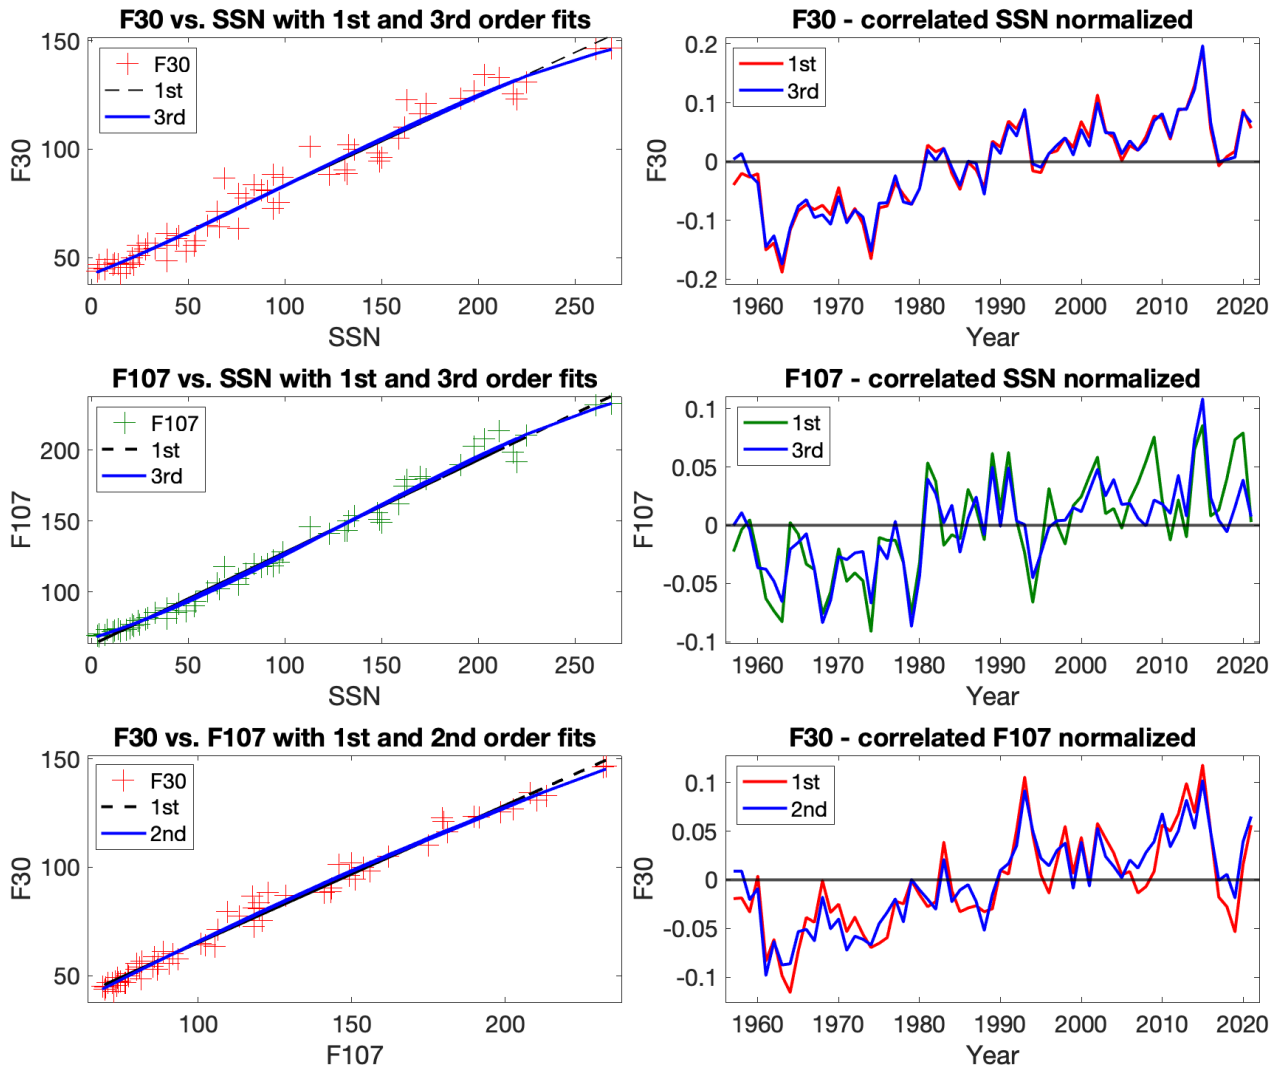 F30 vs. SSN with 1st and 3rd order fits
150
100
50
F30
F30
1st
3rd
0 50 100 150 200 250
SSN
F30 - correlated SSN normalized
0.2
0.1
0
-0.1
-0.2
F30
1st
3rd
1960 1970 1980 1990 2000 2010 2020
Year
F107 vs. SSN with 1st and 3rd order fits
200
150
100
F107
F107
1st
3rd
0 50 100 150 200 250
SSN
F107 - correlated SSN normalized
0.1
0.05
0
-0.05
-0.1
F107
1st
3rd
1960 1970 1980 1990 2000 2010 2020
Year
F30 vs. F107 with 1st and 2nd order fits
150
100
50
F30
F30
1st
2nd
100 150 200
F107
F30 - correlated F107 normalized
0.1
0.05
0
-0.05
-0.1
F30
1st
2nd
1960 1970 1980 1990 2000 2010 2020
Year